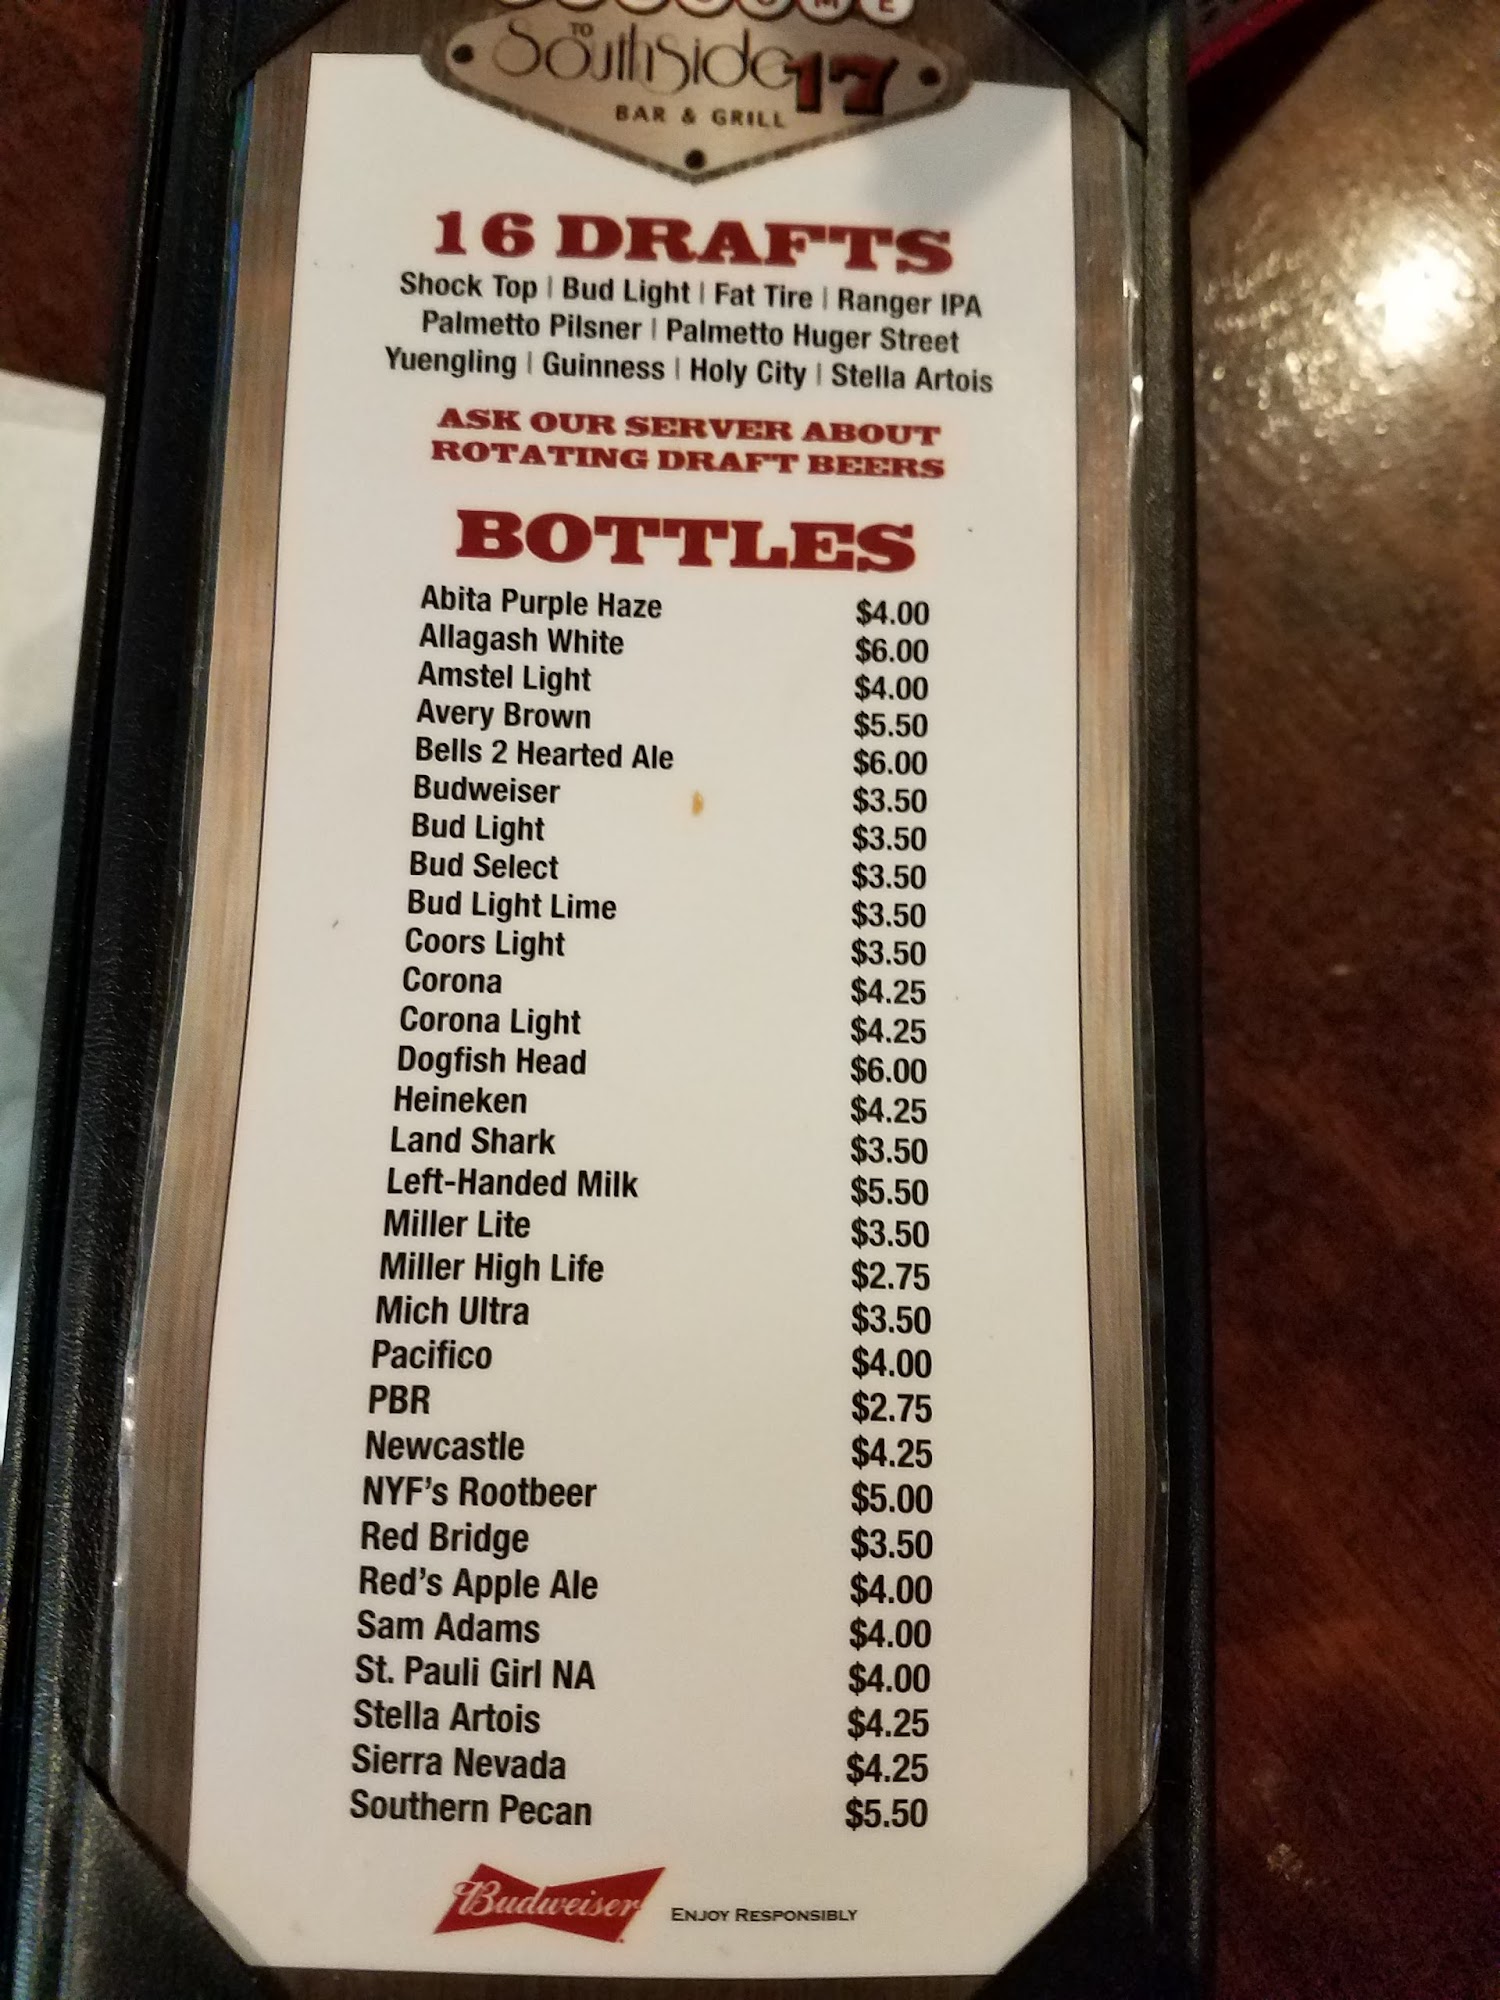 TO
SouthSide 17
BAR & GRILL
16 DRAFTS
Shock Top | Bud Light | Fat Tire | Ranger IPA
Palmetto Pilsner | Palmetto Huger Street
Yuengling | Guinness | Holy City | Stella Artois
ASK OUR SERVER ABOUT
ROTATING DRAFT BEERS
BOTTLES
Abita Purple Haze $4.00
Allagash White $6.00
Amstel Light $4.00
Avery Brown $5.50
Bells 2 Hearted Ale $6.00
Budweiser $3.50
Bud Light $3.50
Bud Select $3.50
Bud Light Lime $3.50
Coors Light $3.50
Corona $4.25
Corona Light $4.25
Dogfish Head $6.00
Heineken $4.25
Land Shark $3.50
Left-Handed Milk $5.50
Miller Lite $3.50
Miller High Life $2.75
Mich Ultra $3.50
Pacifico $4.00
PBR $2.75
Newcastle $4.25
NYF's Rootbeer $5.00
Red Bridge $3.50
Red's Apple Ale $4.00
Sam Adams $4.00
St. Pauli Girl NA $4.00
Stella Artois $4.25
Sierra Nevada $4.25
Southern Pecan $5.50
Budweiser ENJOY RESPONSIBLY